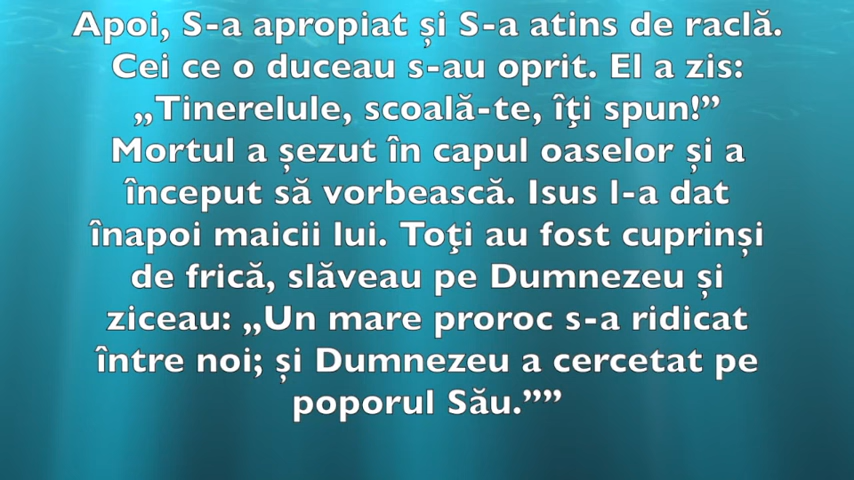 Apoi, S-a apropiat și S-a atins de raclă.
Cei ce o duceau s-au oprit. El a zis:
„Tinerelule, scoală-te, îţi spun!”
Mortul a șezut în capul oaselor și a
început să vorbească. Isus l-a dat
înapoi maicii lui. Toţi au fost cuprinși
de frică, slăveau pe Dumnezeu și
ziceau: „Un mare proroc s-a ridicat
între noi; și Dumnezeu a cercetat pe
poporul Său.””